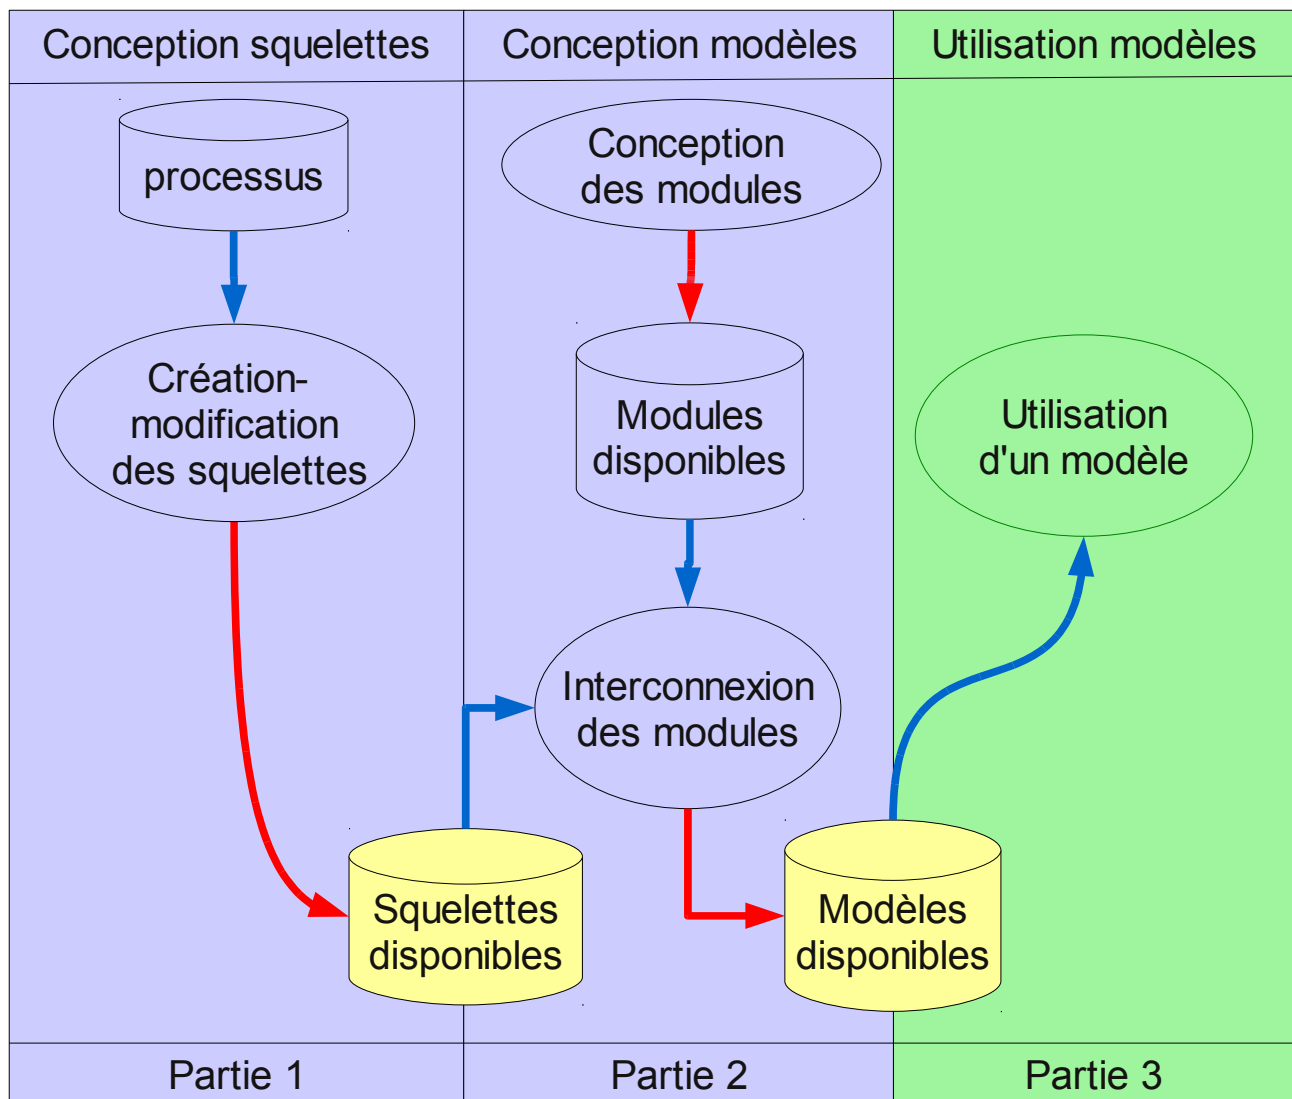 Conception squelettes
Conception modèles
Utilisation modèles
processus
Conception
des modules
Création-
modification
des squelettes
Modules
disponibles
Utilisation
d'un modèle
Interconnexion
des modules
Squelettes
disponibles
Modèles
disponibles
Partie 1
Partie 2
Partie 3